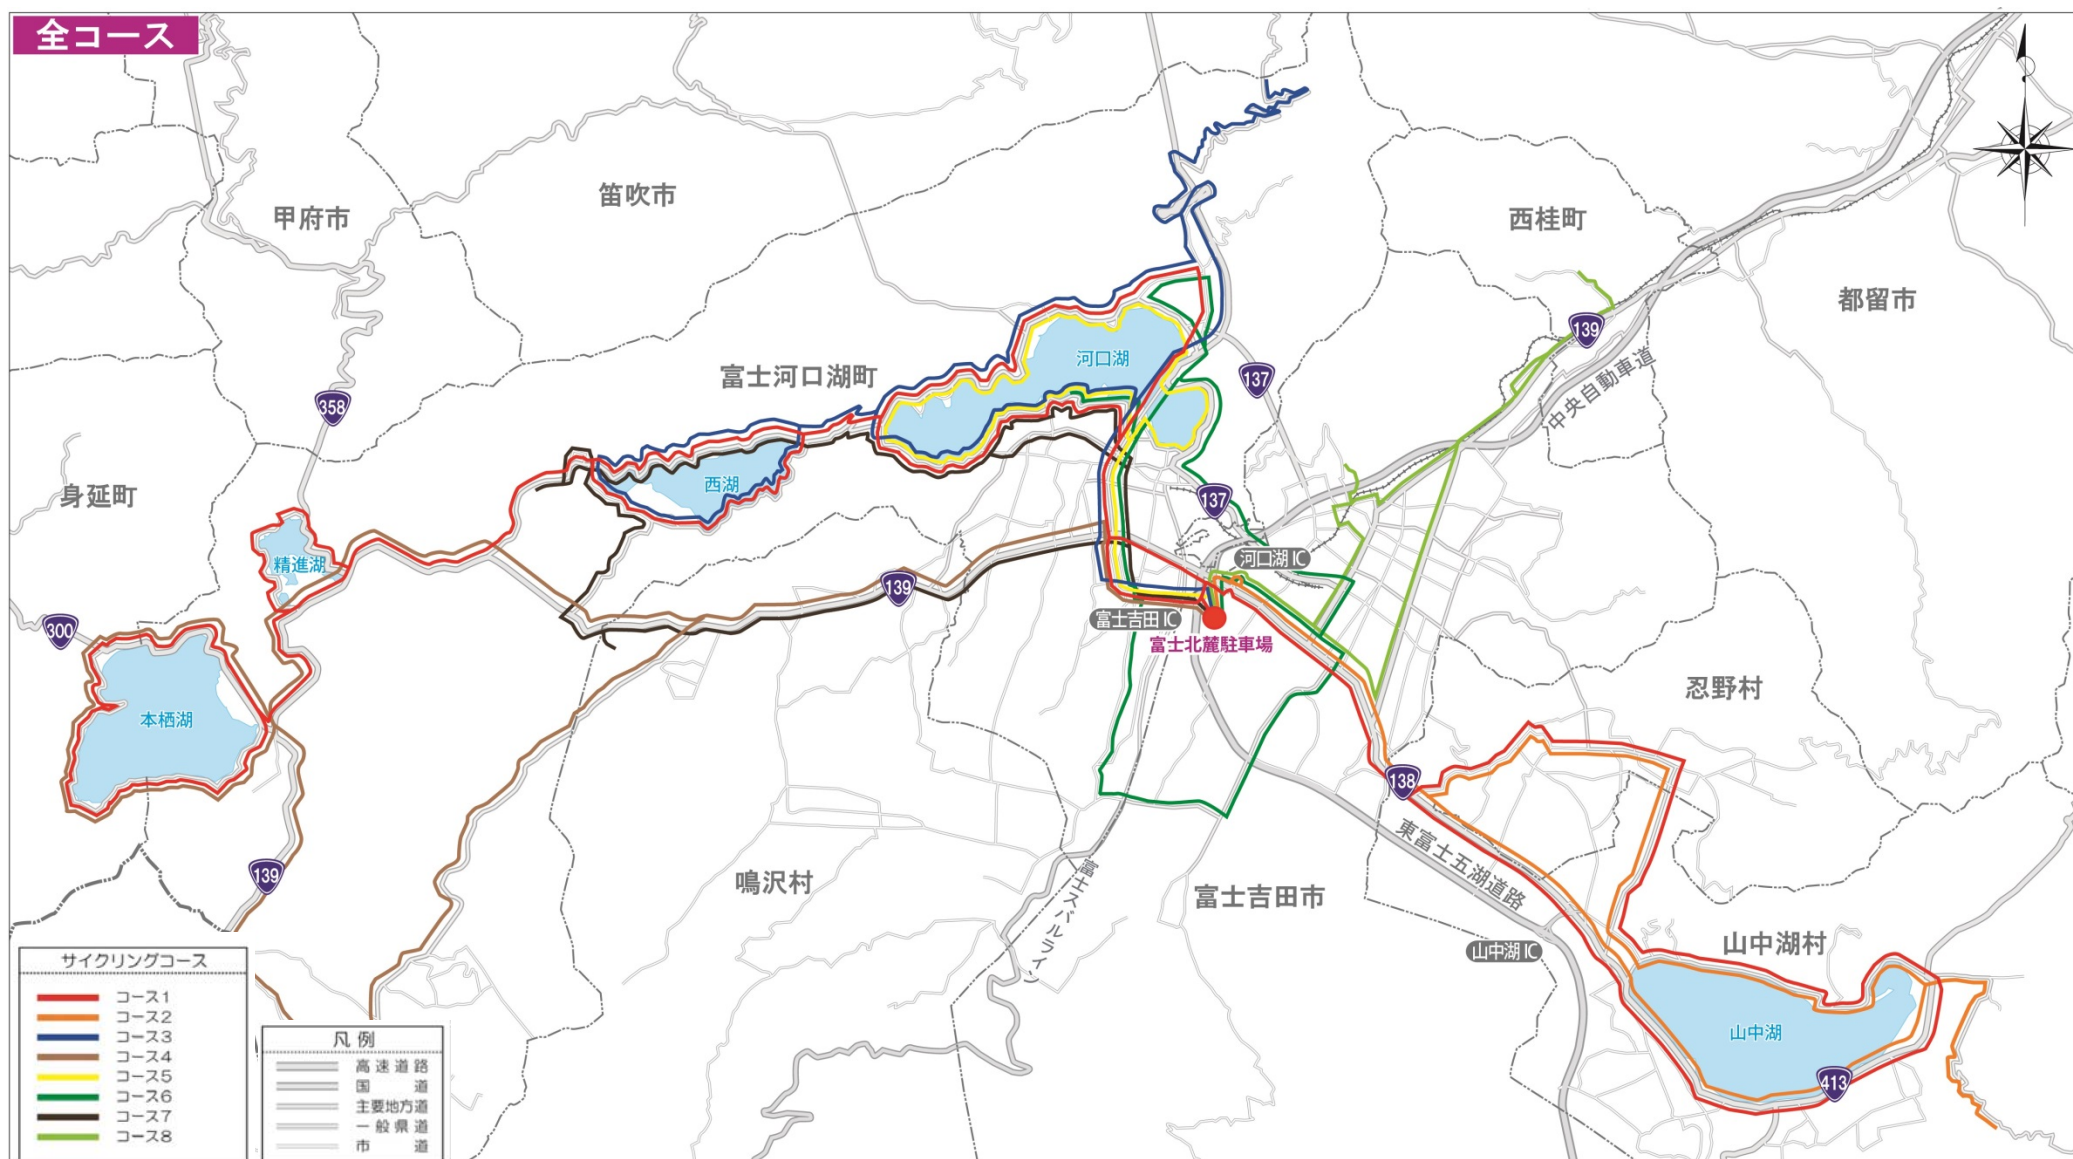 全コース
甲府市
笛吹市
西桂町
都留市
139
中央自動車道
河口湖
富士河口湖町
137
358
西湖
身延町
137
精進湖
河口湖 IC
139
富士吉田 IC
富士北麓駐車場
300
忍野村
本栖湖
138
東富士五湖道路
139
鳴沢村
富士スバルライン
富士吉田市
山中湖 IC
山中湖村
山中湖
413
サイクリングコース
コース1
コース2
コース3
コース4
コース5
コース6
コース7
コース8
凡例
高速道路
国道
主要地方道
一般県道
市道